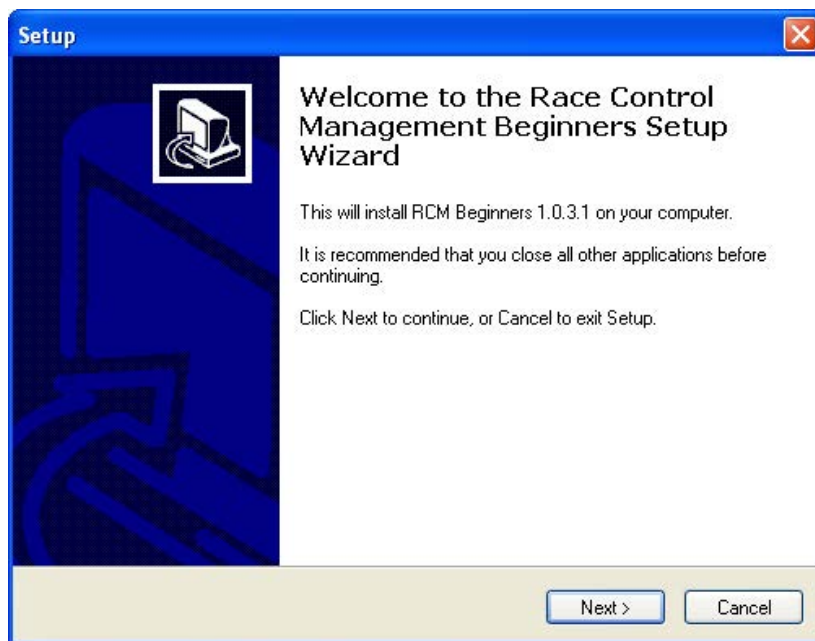 Setup
Welcome to the Race Control
Management Beginners Setup
Wizard
This will install RCM Beginners 1.0.3.1 on your computer.
It is recommended that you close all other applications before
continuing.
Click Next to continue, or Cancel to exit Setup.
Next >
Cancel